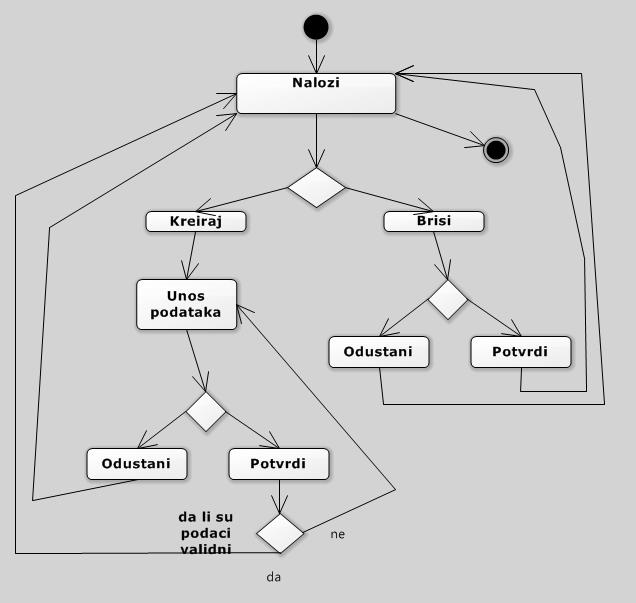 Nalozi
Kreiraj
Brisi
Unos
podataka
Odustani
Potvrdi
Odustani
Potvrdi
da li su
podaci
validni
ne
da